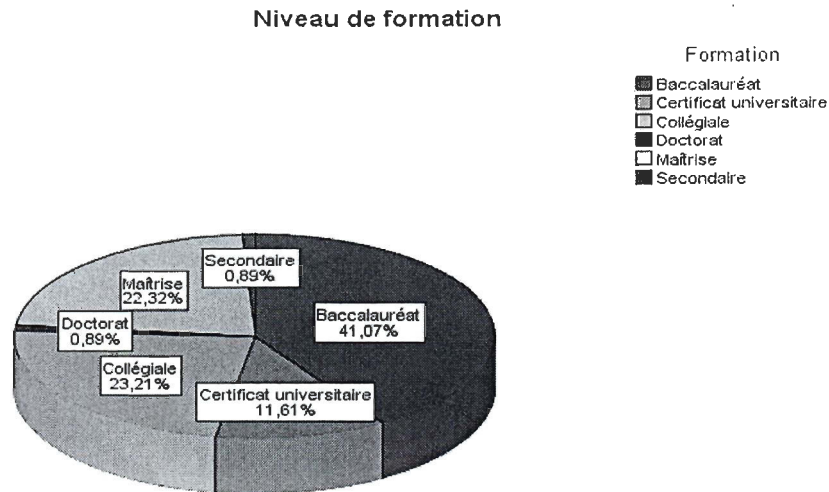 Niveau de formation
Formation
Baccalauréat
Certificat universitaire
Collégiale
Doctorat
Maîtrise
Secondaire
Secondaire
0,89%
Maîtrise
22,32%
Baccalauréat
41,07%
Doctorat
0,89%
Collégiale
23,21%
Certificat universitaire
11,61%